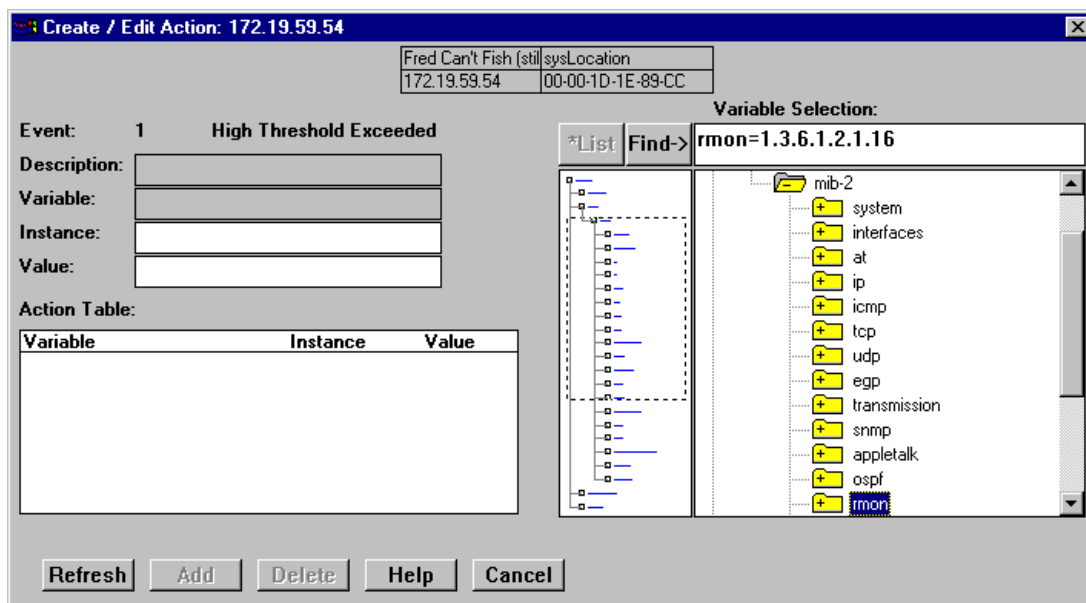 Create / Edit Action: 172.19.59.54
Fred Can't Fish (stil sysLocation
172.19.59.54 00-00-1D-1E-89-CC
Variable Selection:
Event: 1 High Threshold Exceeded
*List Find-> rmon=1.3.6.1.2.1.16
Description:
Variable:
Instance:
Value:
Action Table:
Variable Instance Value
mib-2
system
interfaces
at
ip
icmp
tcp
udp
egp
transmission
snmp
appletalk
ospf
rmon
Refresh Add Delete Help Cancel